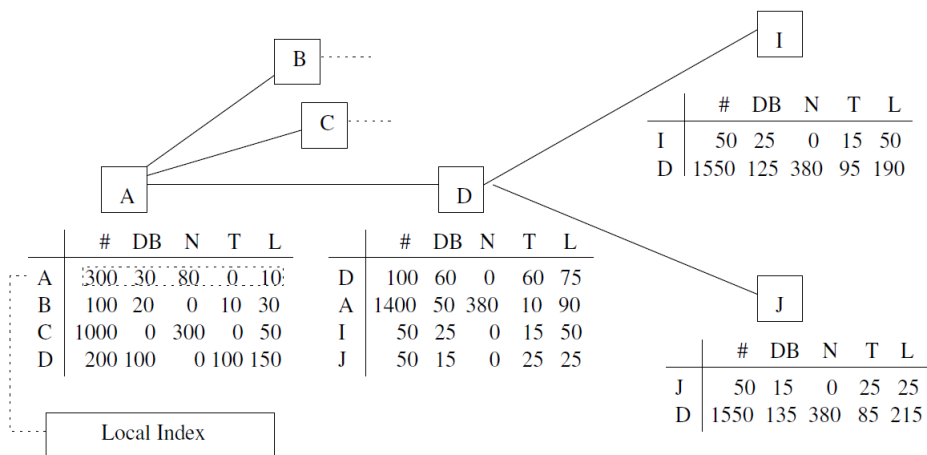 B
I
C
A
D
J
# DB N T L
I 50 25 0 15 50
D 1550 125 380 95 190
# DB N T L
A 300 30 80 0 10
B 100 20 0 10 30
C 1000 0 300 0 50
D 200 100 0 100 150
# DB N T L
D 100 60 0 60 75
A 1400 50 380 10 90
I 50 25 0 15 50
J 50 15 0 25 25
# DB N T L
J 50 15 0 25 25
D 1550 135 380 85 215
Local Index